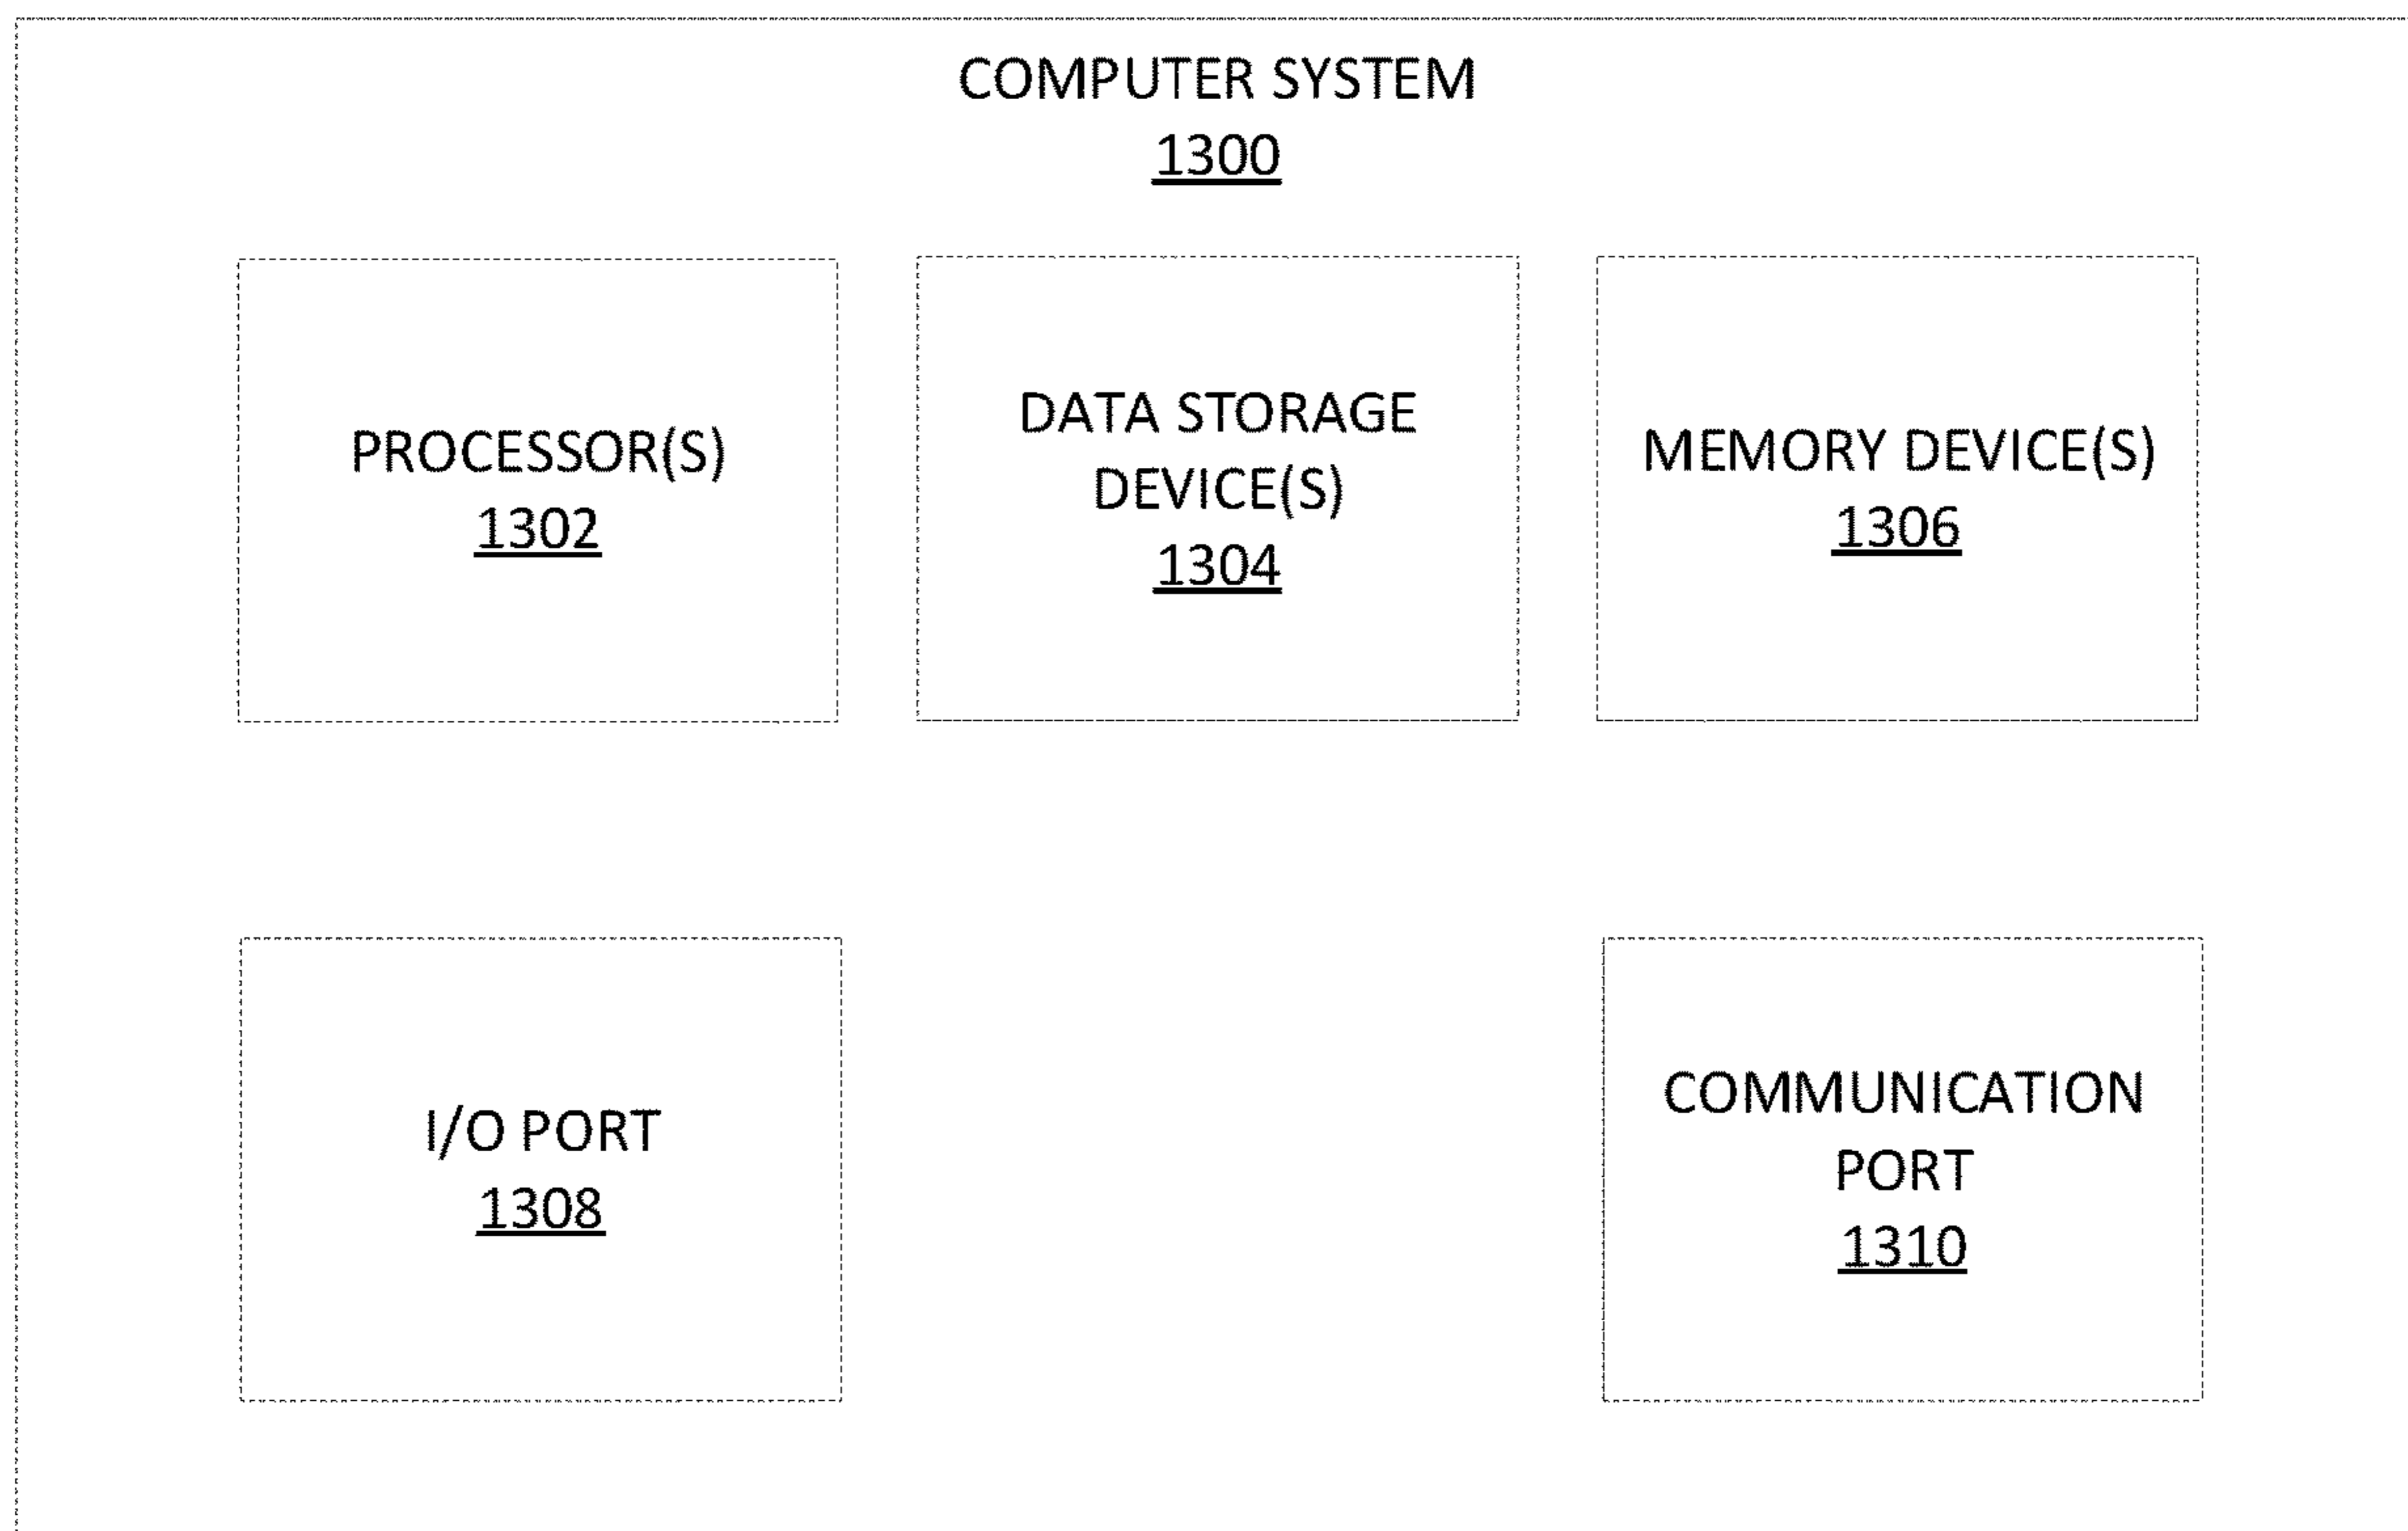 COMPUTER SYSTEM
1300
PROCESSOR(S)
1302
DATA STORAGE
DEVICE(S)
1304
MEMORY DEVICE(S)
1306
I/O PORT
1308
COMMUNICATION
PORT
1310